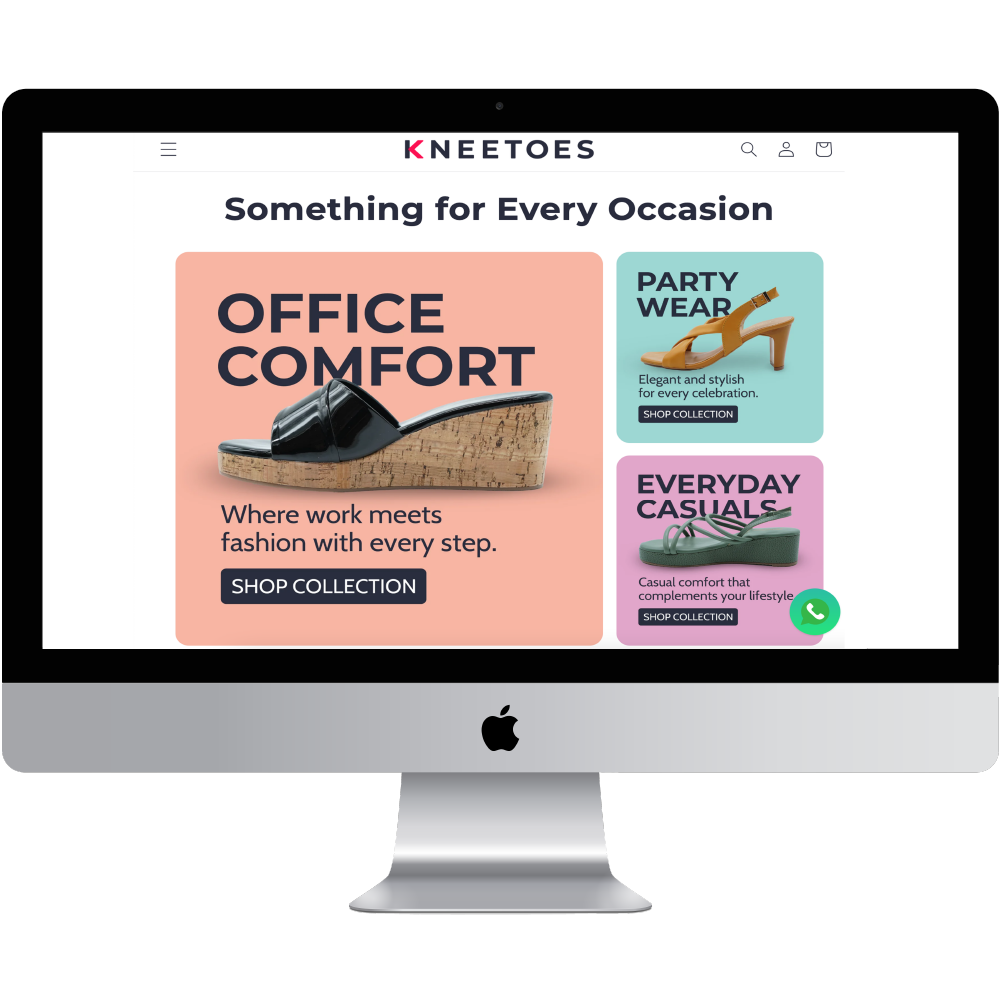 KNEETOES
Something for Every Occasion
OFFICE
COMFORT
Where work meets
fashion with every step.
SHOP COLLECTION
PARTY
WEAR
Elegant and stylish
for every celebration.
SHOP COLLECTION
EVERYDAY
CASUALS
Casual comfort that
complements your lifestyle
SHOP COLLECTION